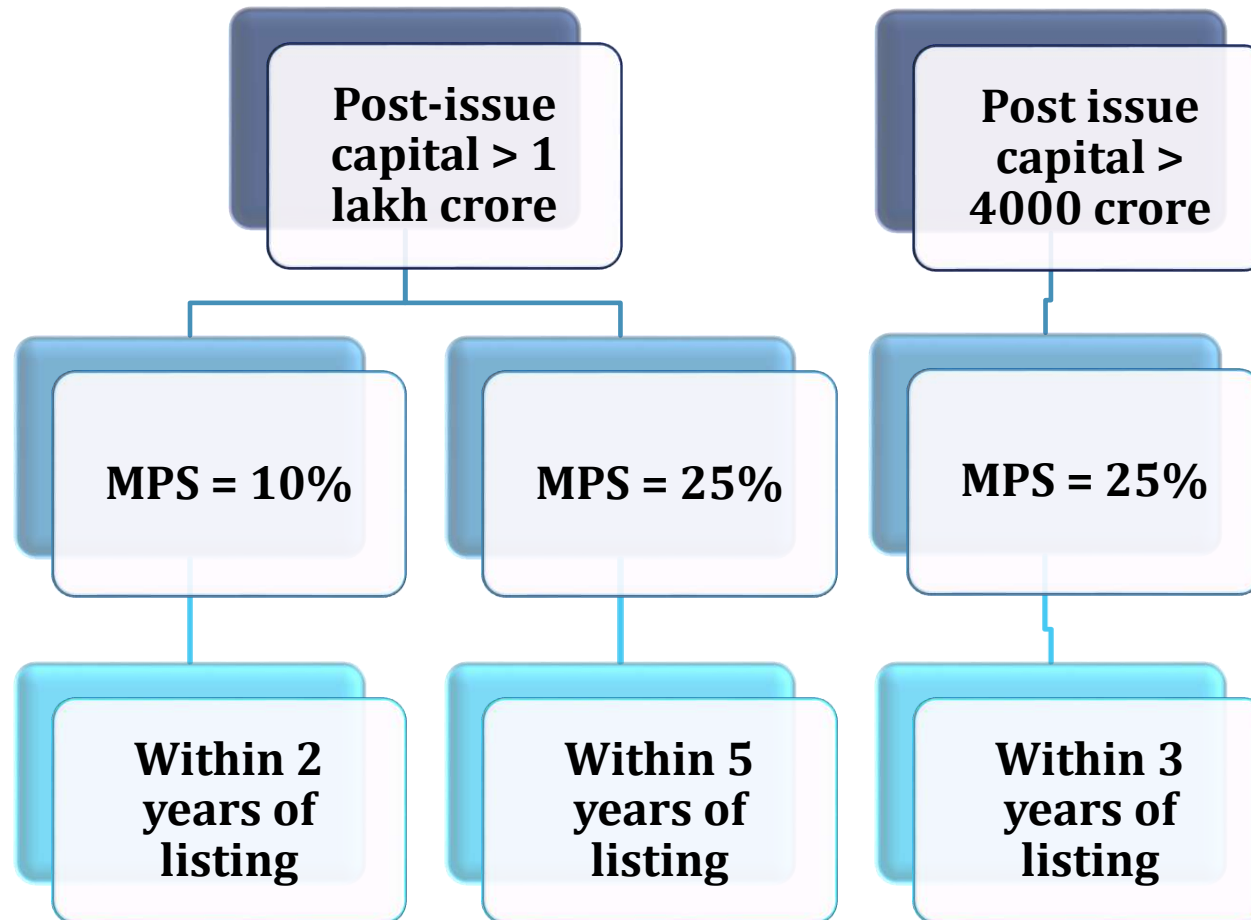 Post-issue
capital > 1
lakh crore
Post issue
capital >
4000 crore
MPS = 10%
MPS = 25%
MPS = 25%
Within 2
years of
listing
Within 5
years of
listing
Within 3
years of
listing